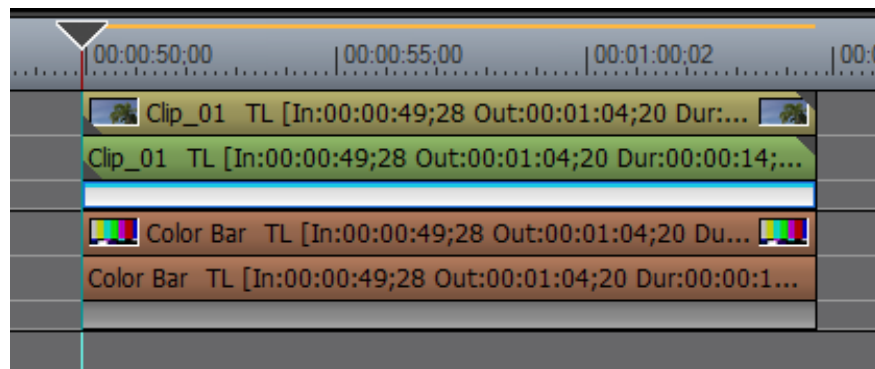 00:00:50;00 00:00:55;00 00:01:00;02 00:
Clip_01 TL [In:00:00:49;28 Out:00:01:04;20 Dur:...
Clip_01 TL [In:00:00:49;28 Out:00:01:04;20 Dur:00:00:14;...
Color Bar TL [In:00:00:49;28 Out:00:01:04;20 Du...
Color Bar TL [In:00:00:49;28 Out:00:01:04;20 Dur:00:00:1...